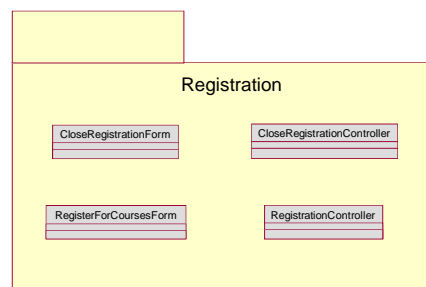 Registration
CloseRegistrationForm
CloseRegistrationController
RegisterForCoursesForm
RegistrationController